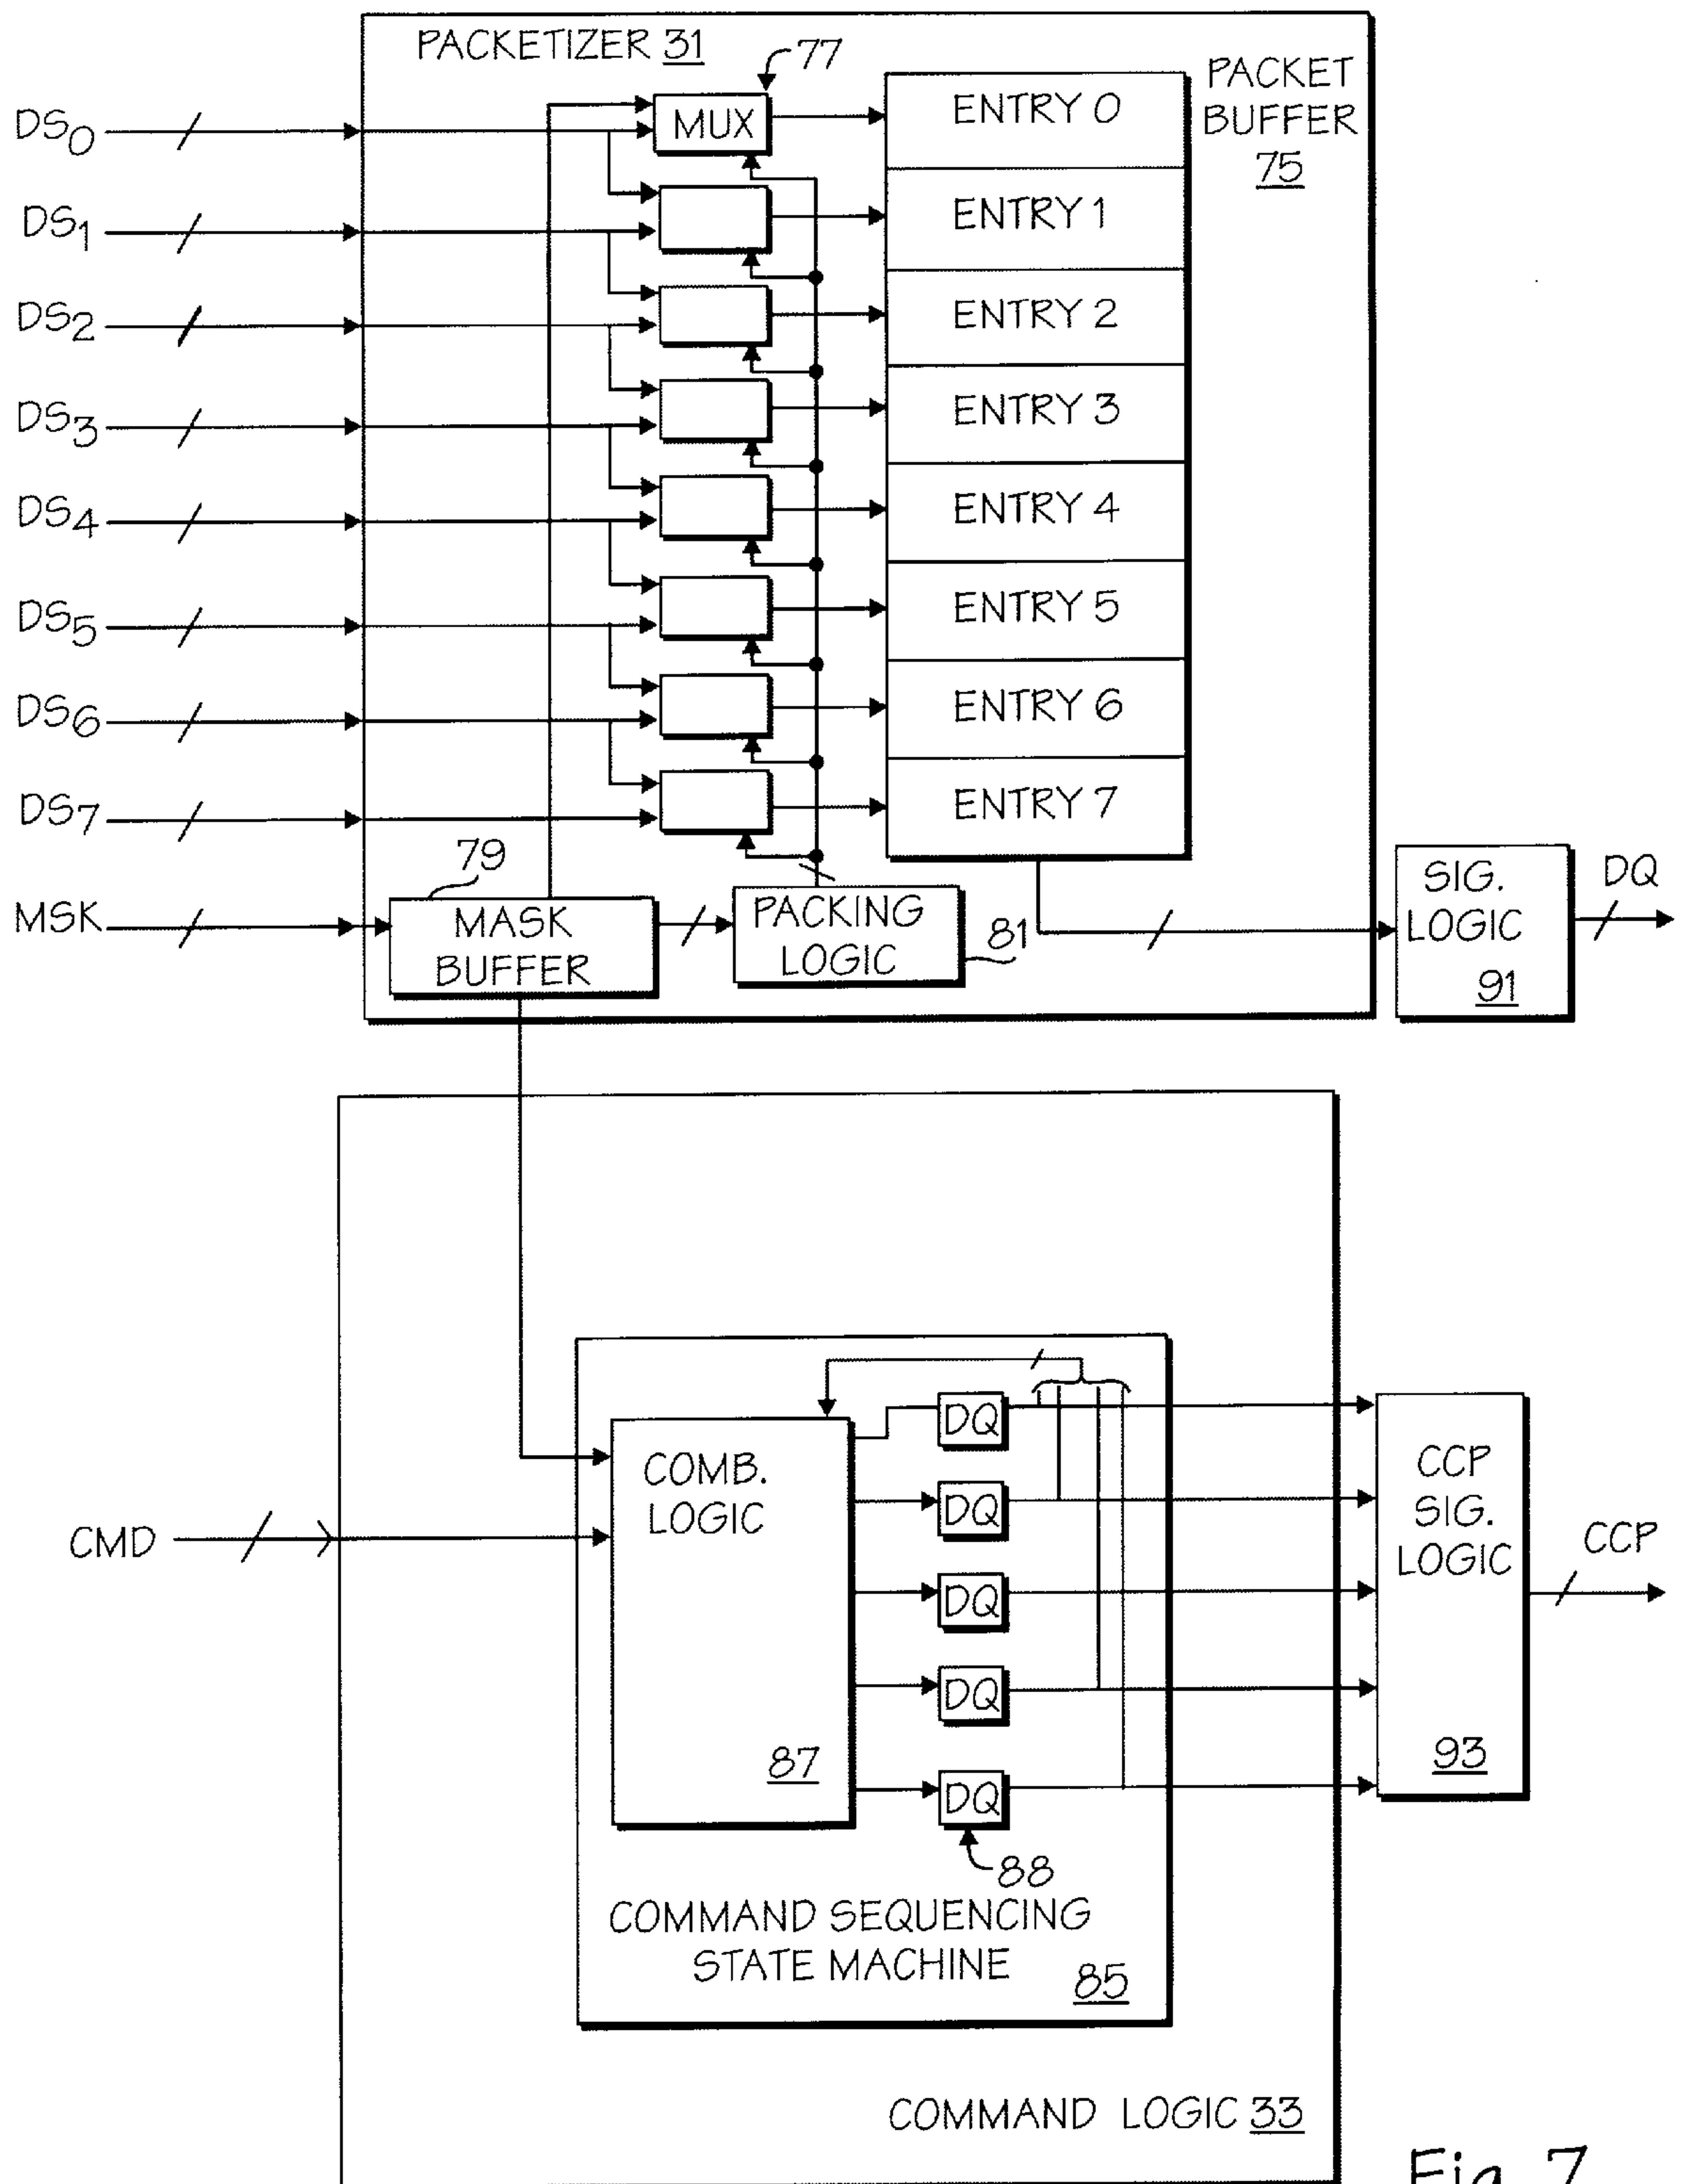 PACKETIZER 31
77
PACKET
BUFFER
75
DS0
MUX
ENTRY 0
DS1
ENTRY 1
DS2
ENTRY 2
DS3
ENTRY 3
DS4
ENTRY 4
DS5
ENTRY 5
DS6
ENTRY 6
DS7
ENTRY 7
79
MSK
MASK
BUFFER
PACKING
LOGIC
81
SIG.
LOGIC
91
DQ
CMD
COMB.
LOGIC
87
DQ
DQ
DQ
DQ
DQ
88
CCP
SIG.
LOGIC
93
CCP
COMMAND SEQUENCING
STATE MACHINE
85
COMMAND LOGIC 33
Fig. 7